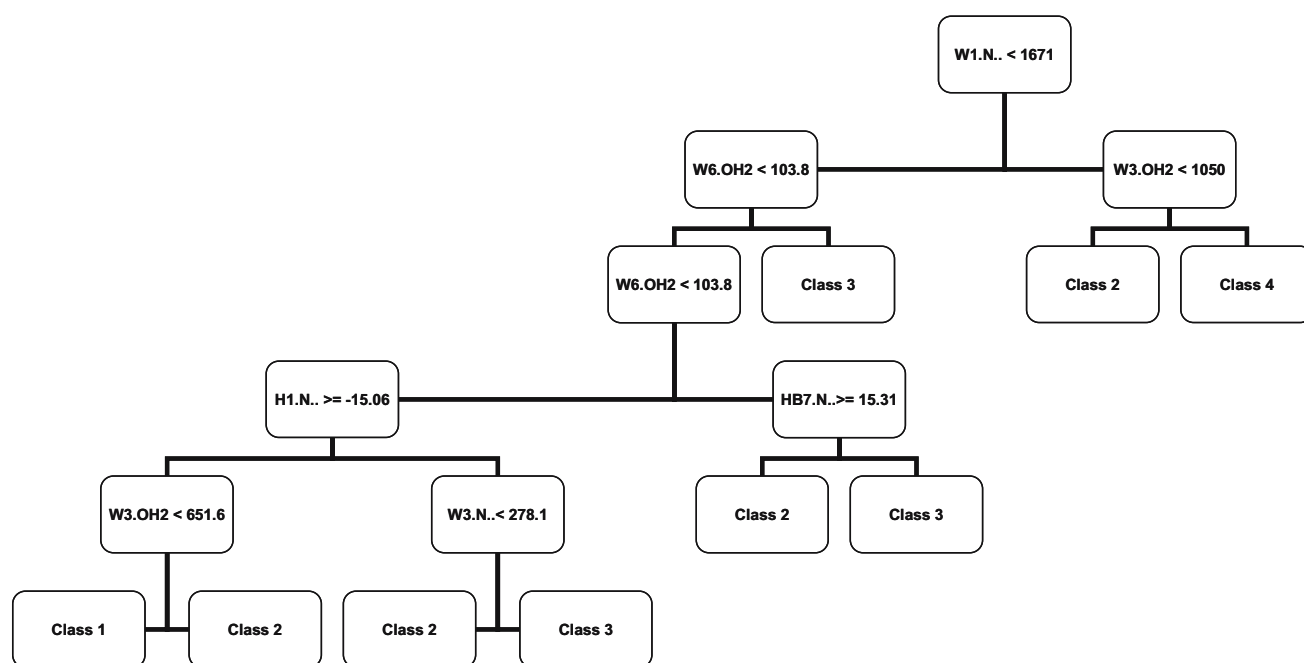 W1.N.. < 1671
W6.OH2 < 103.8
W3.OH2 < 1050
W6.OH2 < 103.8
Class 3
Class 2
Class 4
H1.N.. >= -15.06
HB7.N..>= 15.31
W3.OH2 < 651.6
W3.N..< 278.1
Class 2
Class 3
Class 1
Class 2
Class 2
Class 3